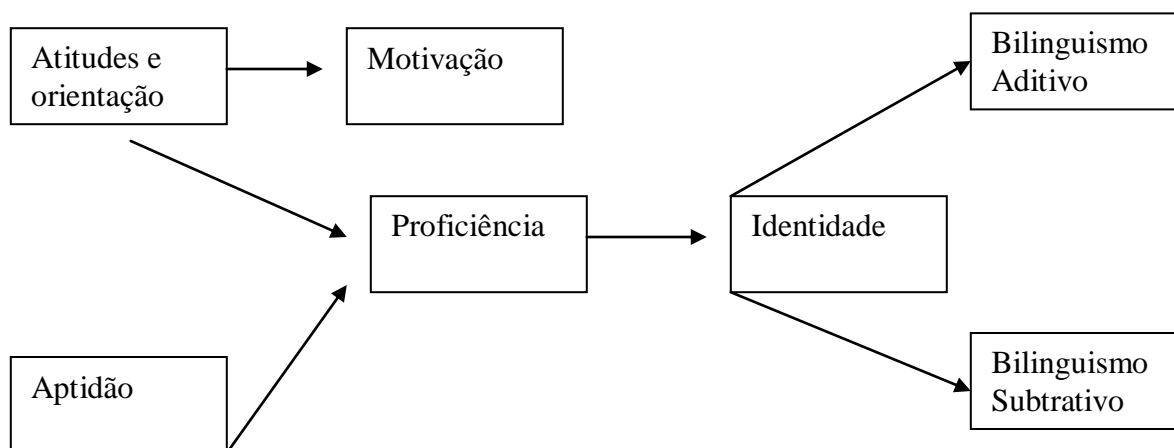 Atitudes e
orientação
Motivação
Bilinguismo
Aditivo
Proficiência
Identidade
Aptidão
Bilinguismo
Subtrativo